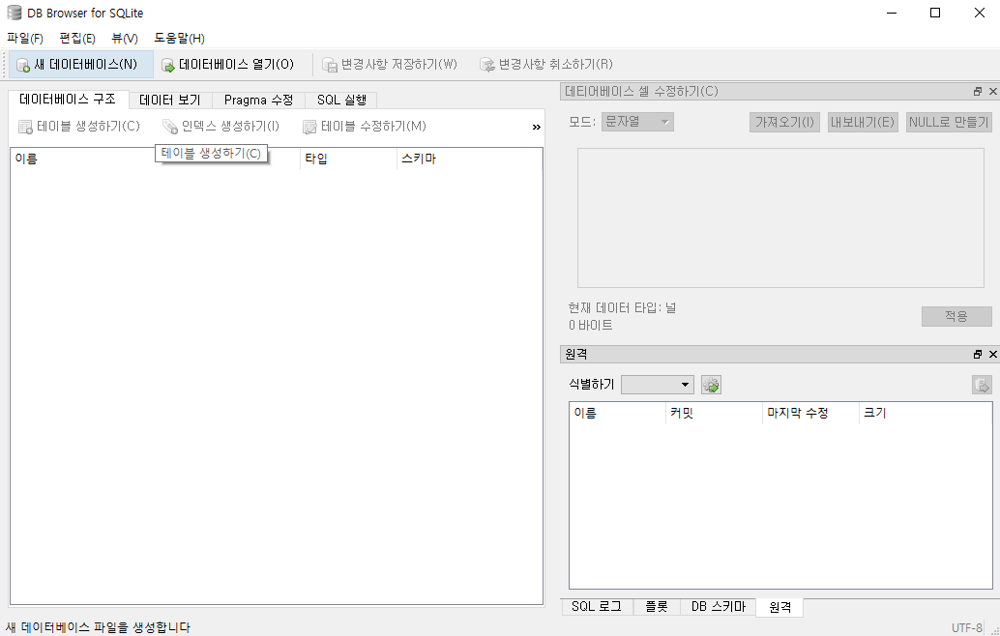 DB Browser for SQLite
파일(F) 편집(E) 뷰(V) 도움말(H)
새 데이터베이스(N) 데이터베이스 열기(O) 변경사항 저장하기(W) 변경사항 취소하기(R)
데이터베이스 구조 데이터 보기 Pragma 수정 SQL 실행
테이블 생성하기(C) 인덱스 생성하기(I) 테이블 수정하기(M) »
테이블 생성하기(C)
이름 타입 스키마
데티어베이스 셀 수정하기(C)
모드: 문자열 가져오기(I) 내보내기(E) NULL로 만들기
현재 데이터 타입: 널
0 바이트
적용
원격
식별하기
이름 커밋 마지막 수정 크기
SQL 로그 플롯 DB 스키마 원격
새 데이터베이스 파일을 생성합니다
UTF-8